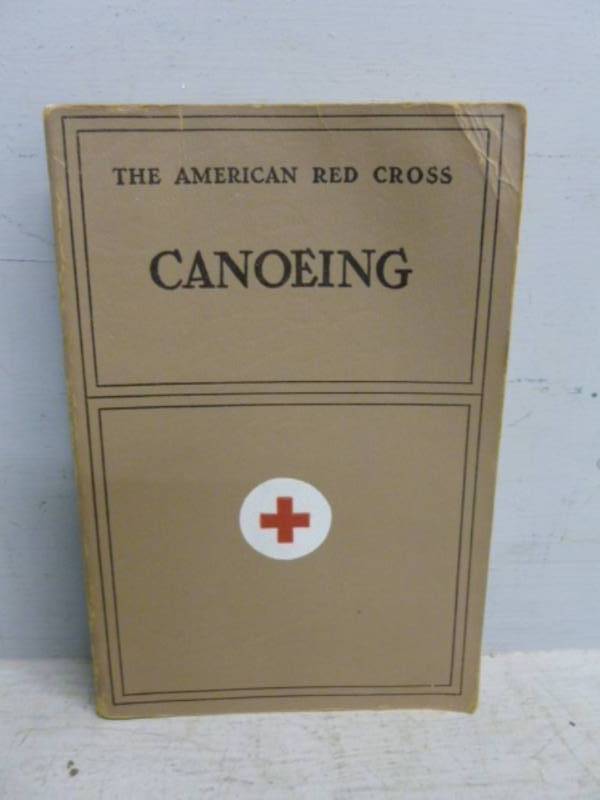 THE AMERICAN RED CROSS
CANOEING